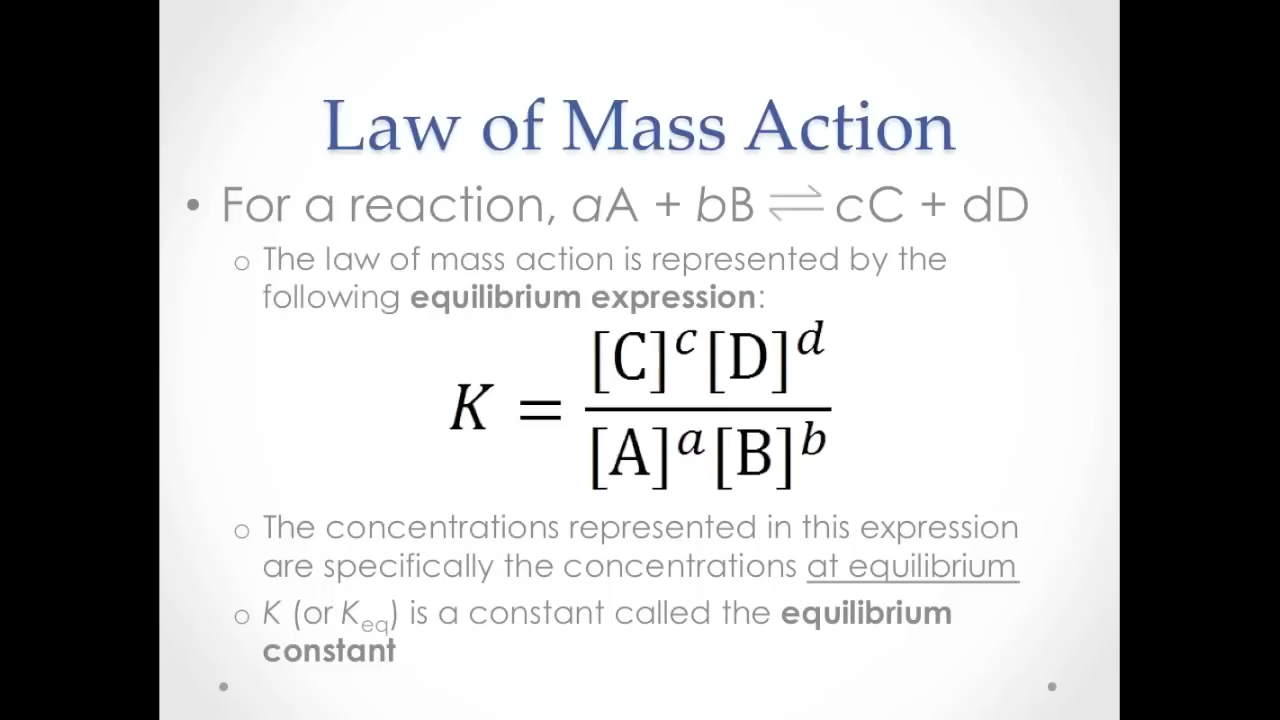 Law of Mass Action
• For a reaction, aA + bB ⇌ cC + dD
o The law of mass action is represented by the
following equilibrium expression:
K = [C]^c [D]^d / [A]^a [B]^b
o The concentrations represented in this expression
are specifically the concentrations at equilibrium
o K (or K_eq) is a constant called the equilibrium
constant